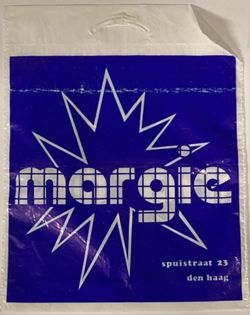 margie
spuistraat 23
den haag